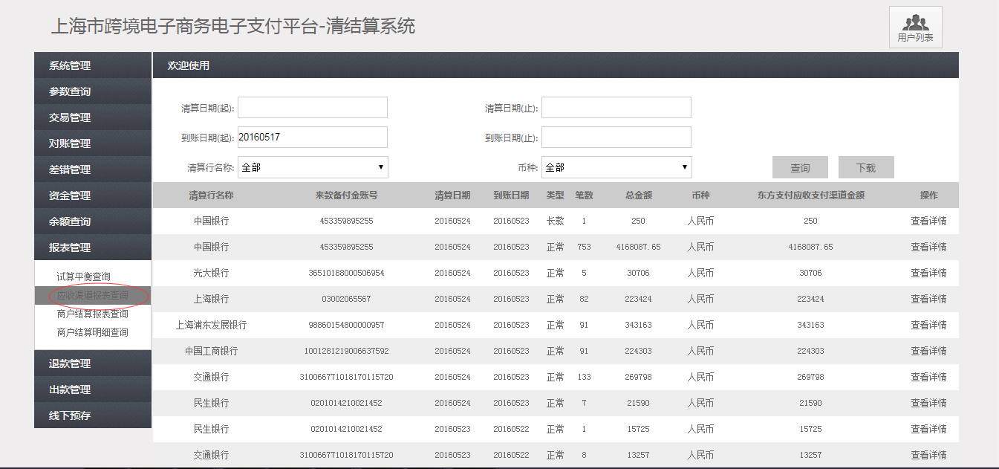 上海市跨境电子商务电子支付平台-清结算系统
用户列表
系统管理
参数查询
交易管理
对账管理
差错管理
资金管理
余额查询
报表管理
试算平衡查询
应收渠道报表查询
商户结算报表查询
商户结算明细查询
退款管理
出款管理
线下预存
欢迎使用
清算日期(起): 清算日期(止):
到账日期(起): 20160517 到账日期(止):
清算行名称: 全部 币种: 全部 查询 下载
清算行名称 来款备付金账号 清算日期 到账日期 类型 笔数 总金额 币种 东方支付应收支付渠道金额 操作
中国银行 453359895255 20160524 20160523 长款 1 250 人民币 250 查看详情
中国银行 453359895255 20160524 20160523 正常 753 4168087.65 人民币 4168087.65 查看详情
光大银行 36510188000506954 20160524 20160523 正常 5 30706 人民币 30706 查看详情
上海银行 03002065567 20160524 20160523 正常 82 223424 人民币 223424 查看详情
上海浦东发展银行 98860154800000957 20160524 20160523 正常 91 343163 人民币 343163 查看详情
中国工商银行 1001281219006637592 20160524 20160523 正常 91 224303 人民币 224303 查看详情
交通银行 310066771018170115720 20160524 20160523 正常 133 269798 人民币 269798 查看详情
民生银行 0201014210021452 20160524 20160523 正常 7 21590 人民币 21590 查看详情
民生银行 0201014210021452 20160523 20160522 正常 1 15725 人民币 15725 查看详情
交通银行 310066771018170115720 20160523 20160522 正常 8 13257 人民币 13257 查看详情